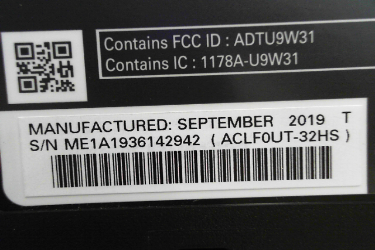 Contains FCC ID : ADTU9W31
Contains IC : 1178A-U9W31
MANUFACTURED: SEPTEMBER 2019 T
S/N ME1A1936142942 ( ACLF0UT-32HS )